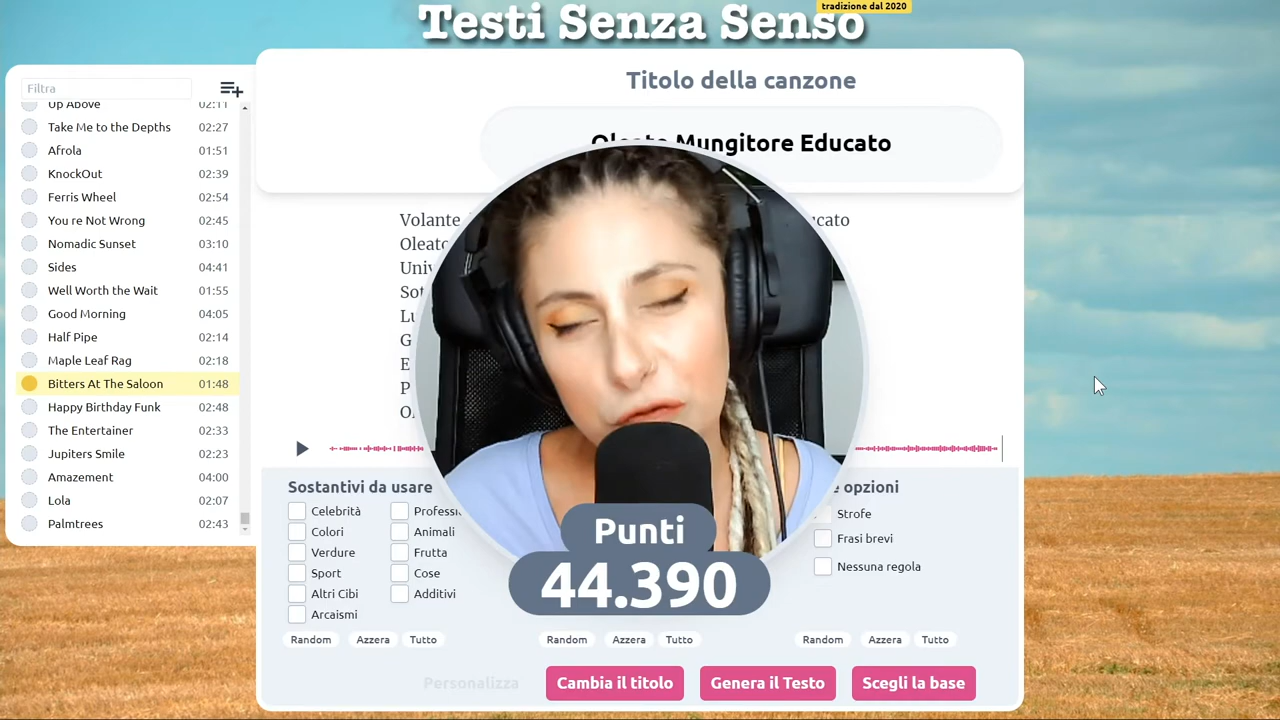 tradizione dal 2020
Testi Senza Senso
Filtra
Up Above 02:11
Take Me to the Depths 02:27
Afrola 01:51
KnockOut 02:39
Ferris Wheel 02:54
You re Not Wrong 02:45
Nomadic Sunset 03:10
Sides 04:41
Well Worth the Wait 01:55
Good Morning 04:05
Half Pipe 02:14
Maple Leaf Rag 02:18
Bitters At The Saloon 01:48
Happy Birthday Funk 02:48
The Entertainer 02:33
Jupiters Smile 02:23
Amazement 04:00
Lola 02:07
Palmtrees 02:43
Titolo della canzone
Oleato Mungitore Educato
Volante
Sostantivi da usare
Celebrità
Colori Animali
Verdure Frutta
Sport Cose
Altri Cibi Additivi
Arcaismi
Random Azzera Tutto
Random Azzera Tutto
opzioni
Strofe
Frasi brevi
Nessuna regola
Random Azzera Tutto
Punti
44.390
Personalizza
Cambia il titolo
Genera il Testo
Scegli la base